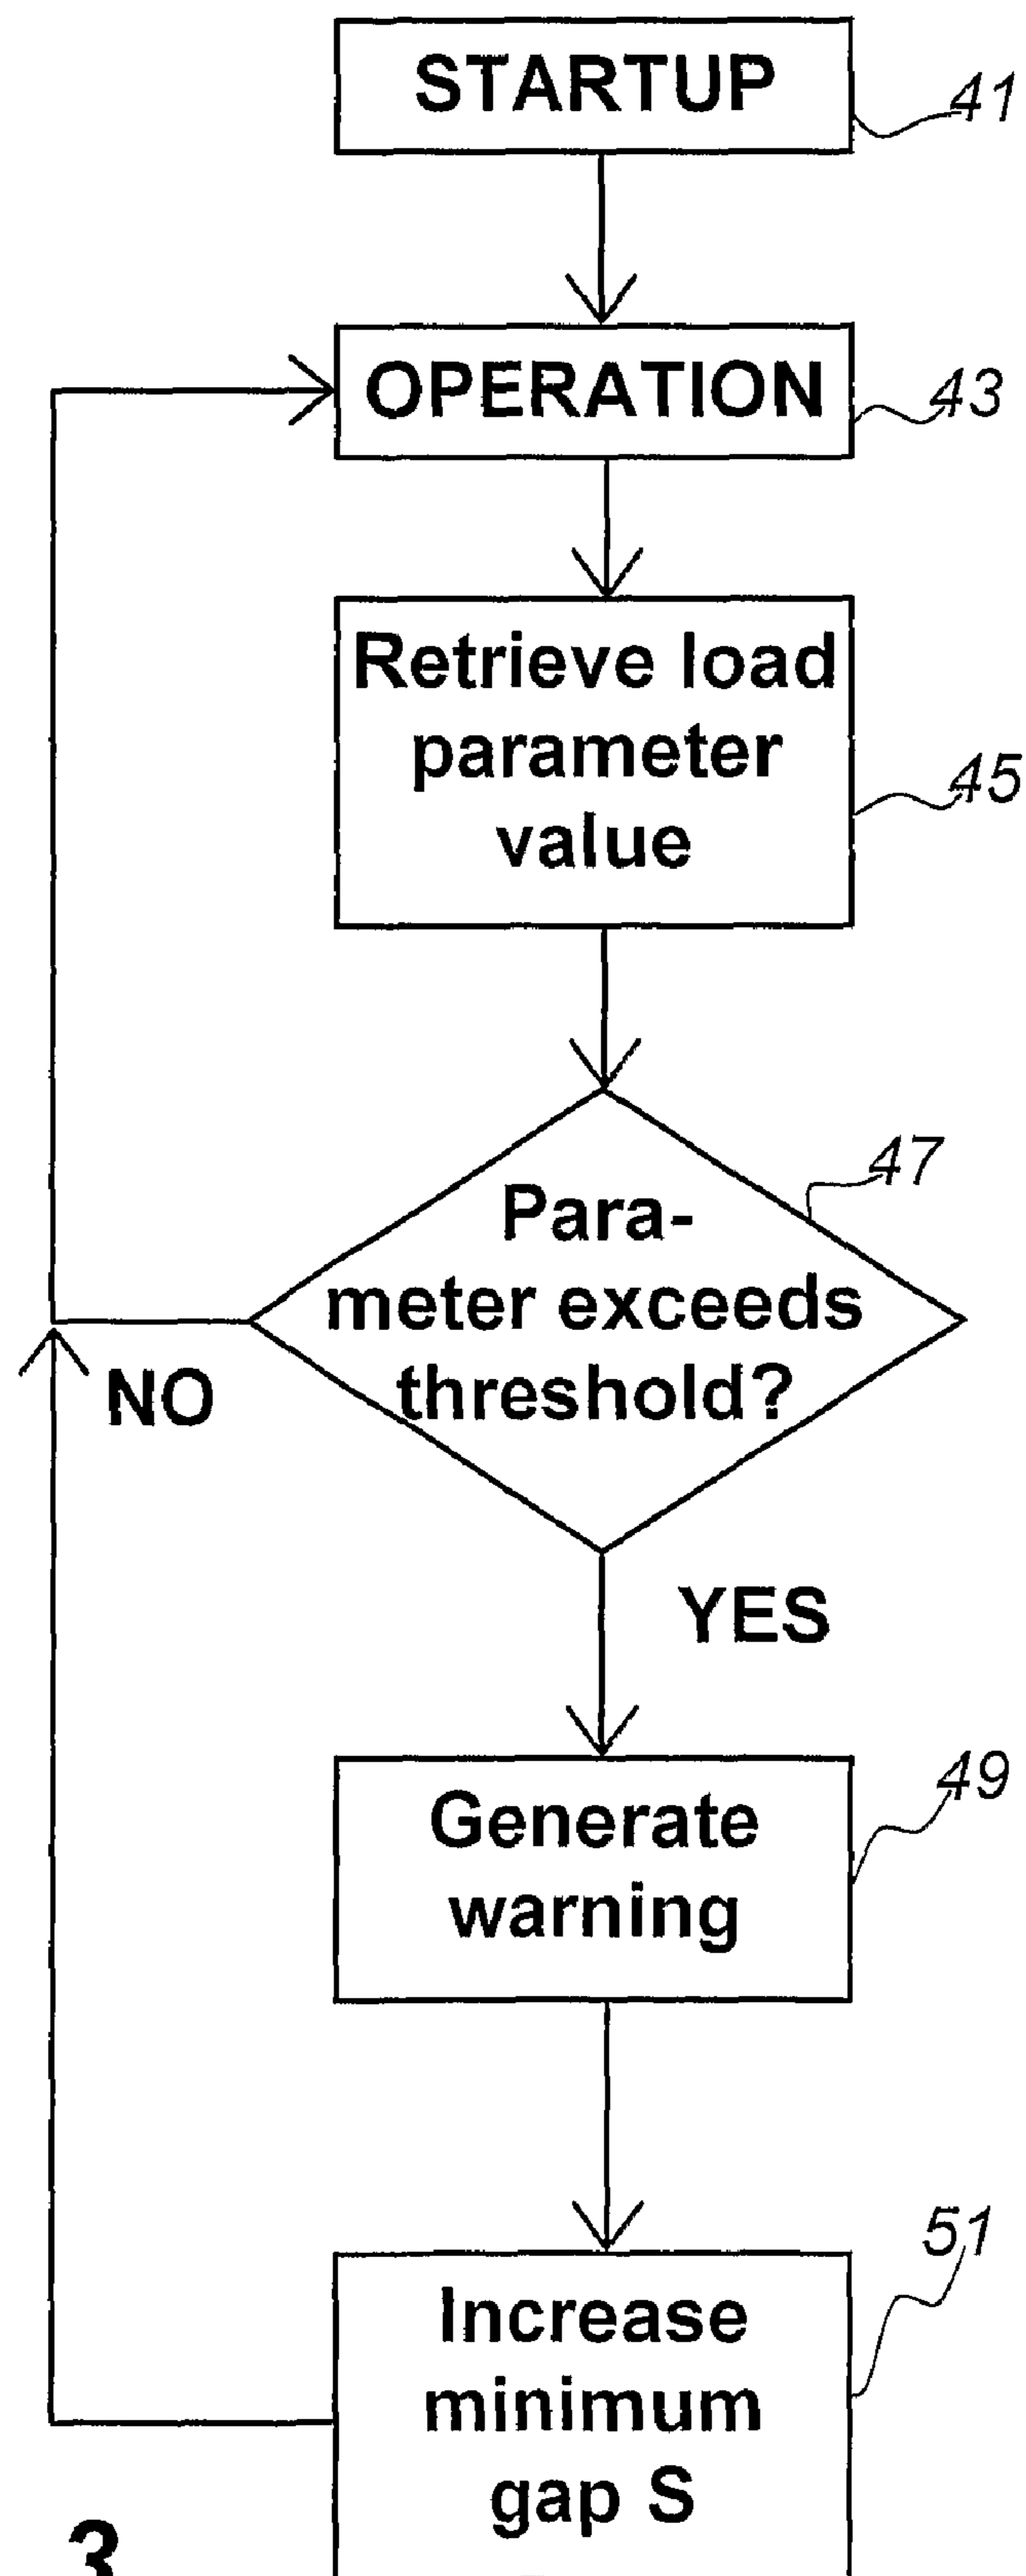 STARTUP
41
OPERATION
43
Retrieve load
parameter
value
45
47
Para-
meter exceeds
threshold?
NO
YES
Generate
warning
49
51
Increase
minimum
gap S
3